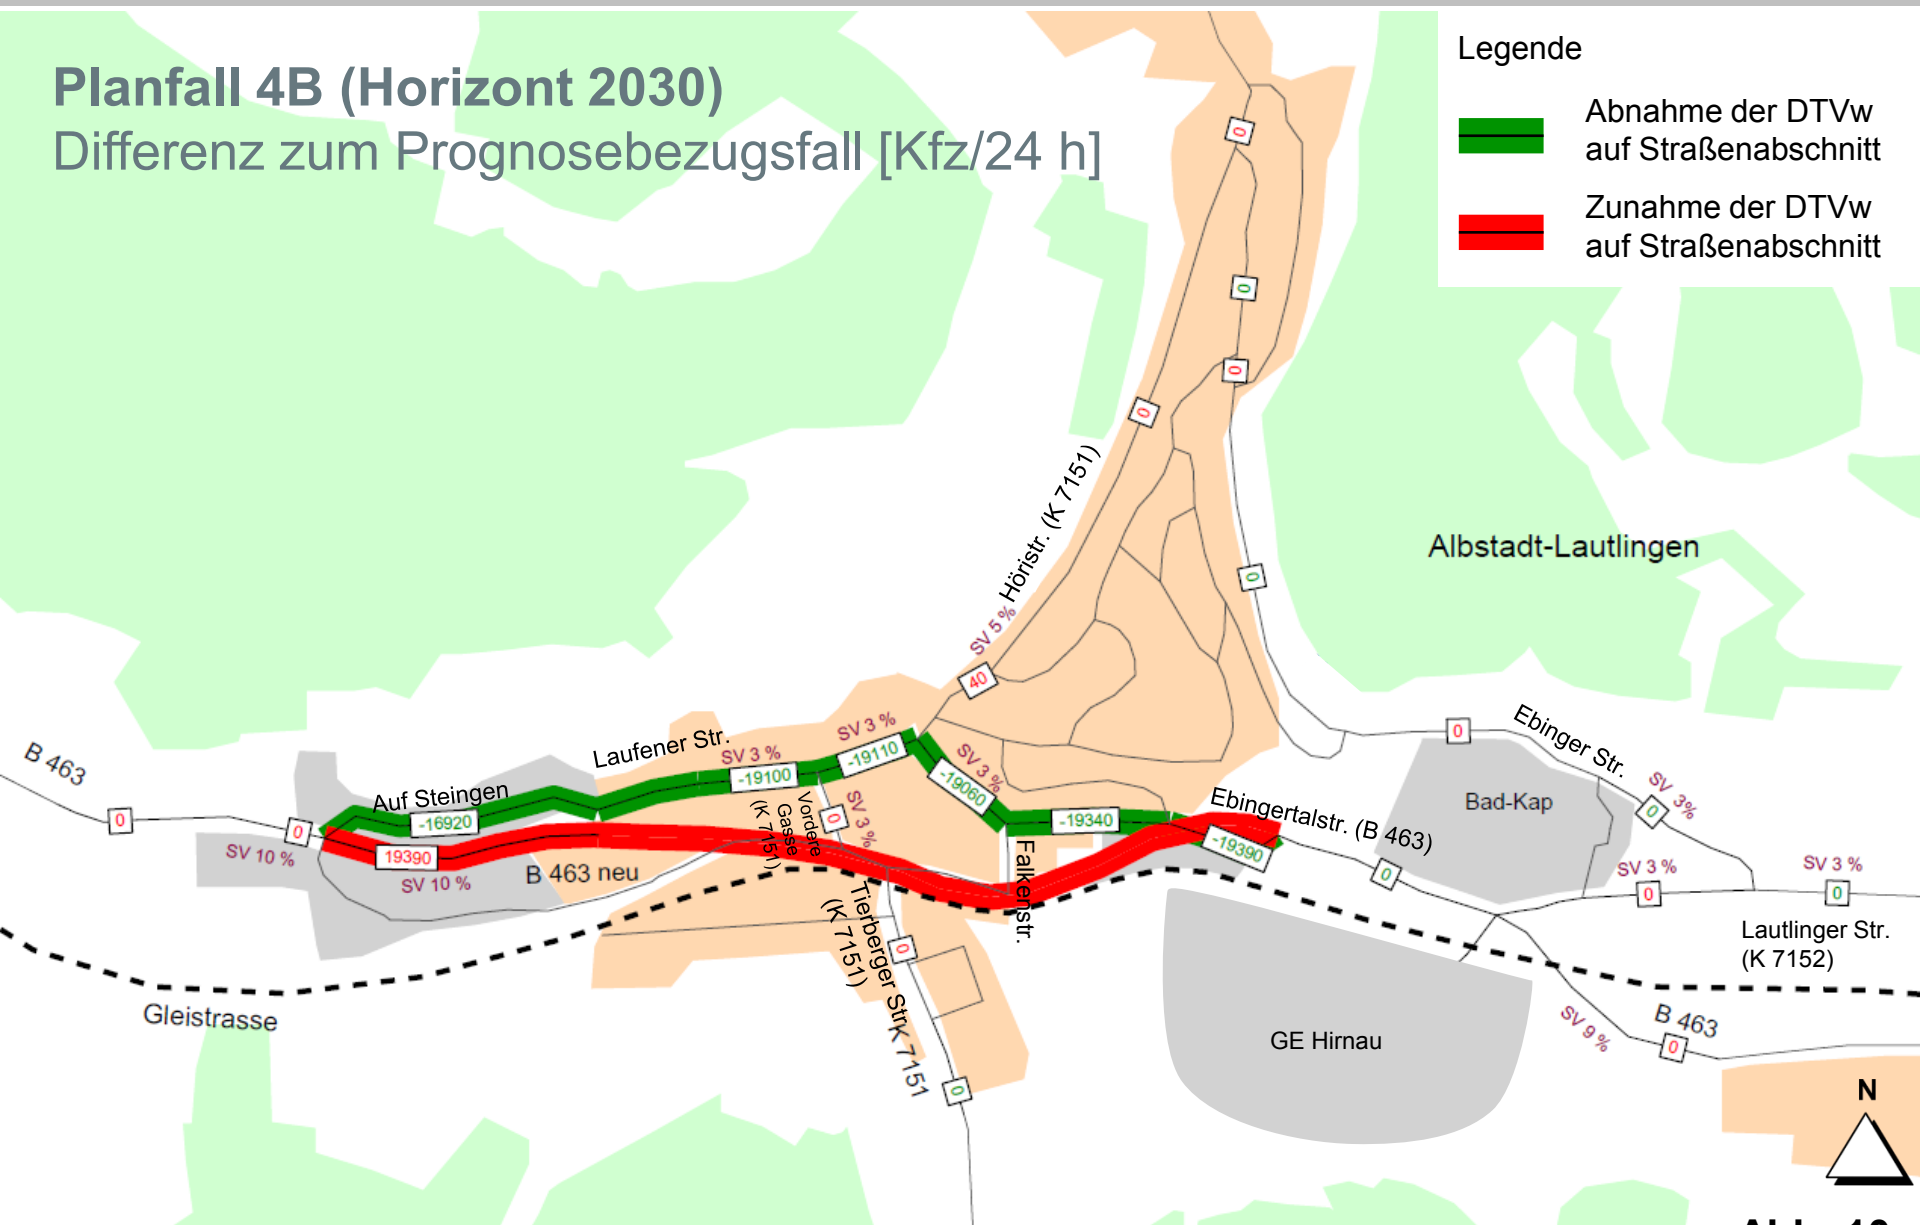 Planfall 4B (Horizont 2030)
Differenz zum Prognosebezugsfall [Kfz/24 h]
Legende
Abnahme der DTVw
auf Straßenabschnitt
Zunahme der DTVw
auf Straßenabschnitt
0
0
0
0
Höristr. (K 7151)
SV 5 %
40
0
Albstadt-Lautlingen
B 463
0
0
SV 10 %
Auf Steingen
-16920
19390
SV 10 %
B 463 neu
Laufener Str.
SV 3 %
-19100
SV 3 %
-19110
SV 3 %
-19060
Vordere
Gasse
(K 7151)
0
SV 3 %
-19340
Falkenstr.
Ebingertalstr. (B 463)
-19390
0
0
Ebinger Str.
SV 3%
0
Bad-Kap
SV 3 %
0
SV 3 %
0
Lautlinger Str.
(K 7152)
Tierberger Str.
(K 7151)
0
K 7151
0
Gleistrasse
GE Hirnau
SV 9 %
B 463
0
N